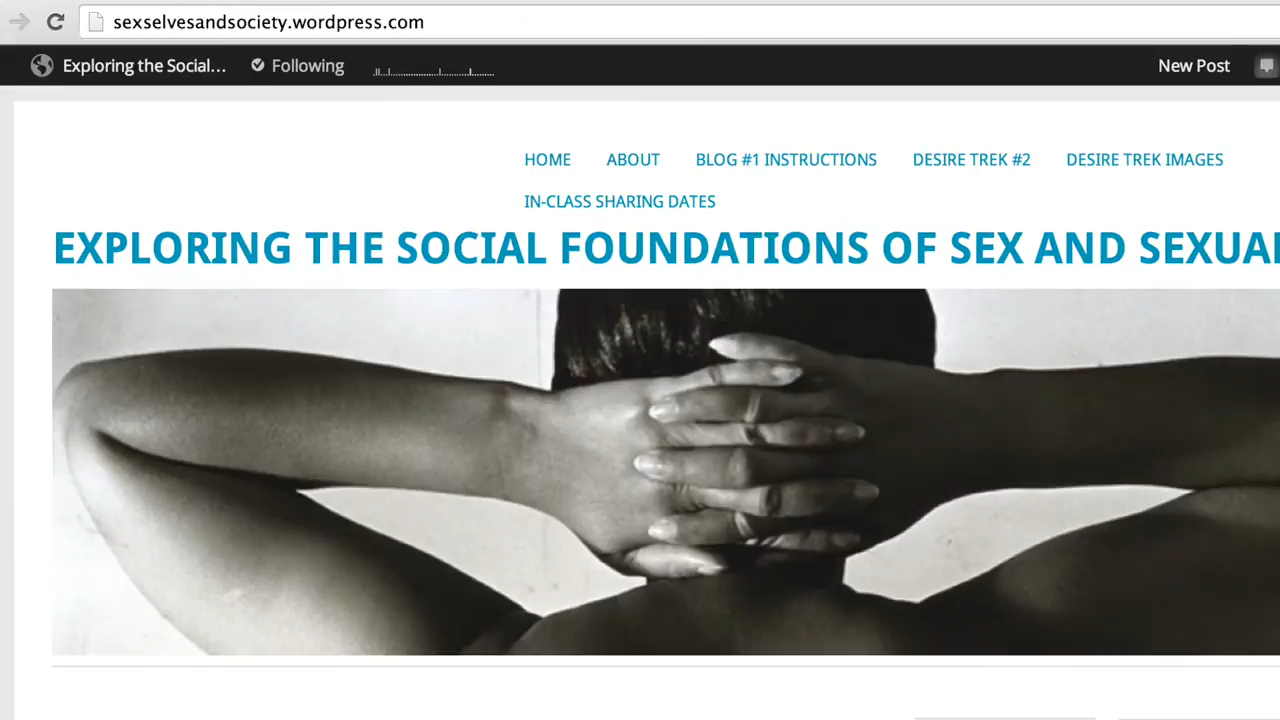 sexselvesandsociety.wordpress.com
Exploring the Social... Following New Post
HOME ABOUT BLOG #1 INSTRUCTIONS DESIRE TREK #2 DESIRE TREK IMAGES
IN-CLASS SHARING DATES
EXPLORING THE SOCIAL FOUNDATIONS OF SEX AND SEXUAL